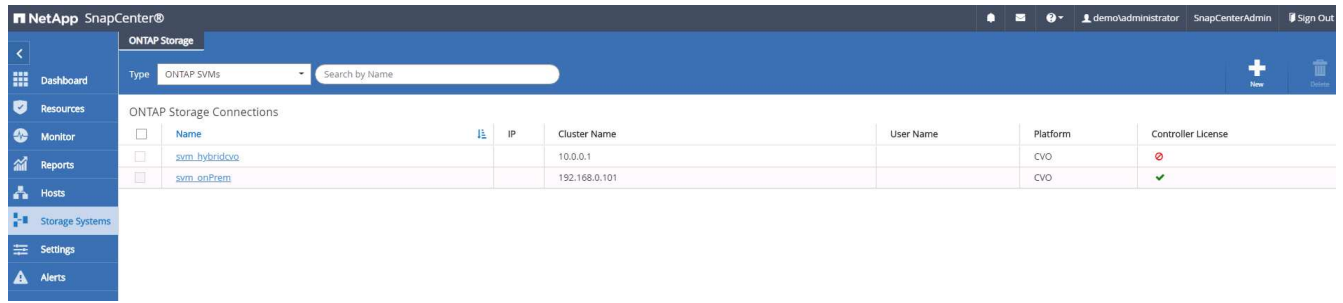 NetApp SnapCenter®
demo\administrator SnapCenterAdmin Sign Out
ONTAP Storage
Dashboard
Resources
Monitor
Reports
Hosts
Storage Systems
Settings
Alerts
Type ONTAP SVMs Search by Name
New Delete
ONTAP Storage Connections
Name IP Cluster Name User Name Platform Controller License
svm_hybridcvo 10.0.0.1 CVO
svm_onPrem 192.168.0.101 CVO